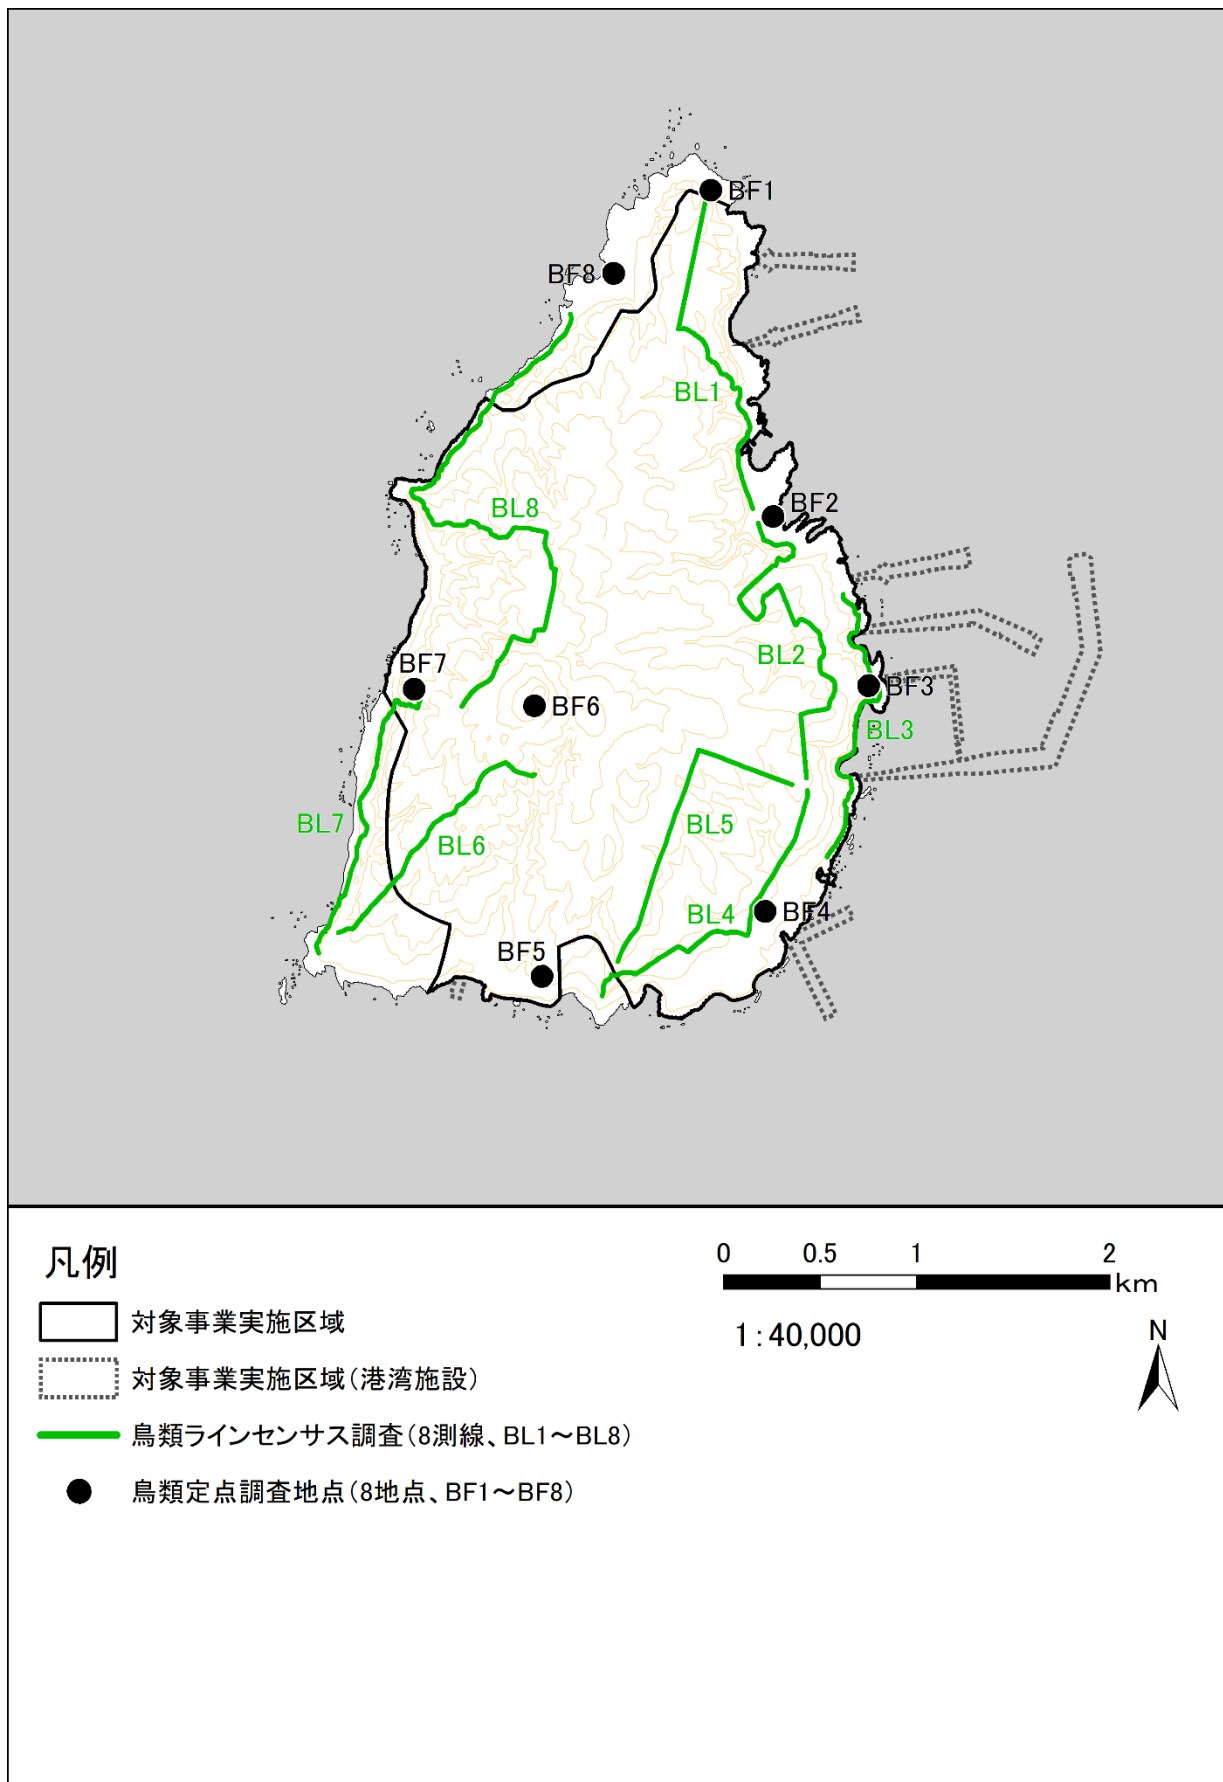 BF1
BF8
BL1
BL8
BF2
BL2
BF7
BF6
BF3
BL3
BL7
BL6
BL5
BL4
BF4
BF5
凡例
対象事業実施区域
対象事業実施区域(港湾施設)
鳥類ラインセンサス調査(8測線、BL1～BL8)
鳥類定点調査地点(8地点、BF1～BF8)
0 0.5 1 2
km
1:40,000
N